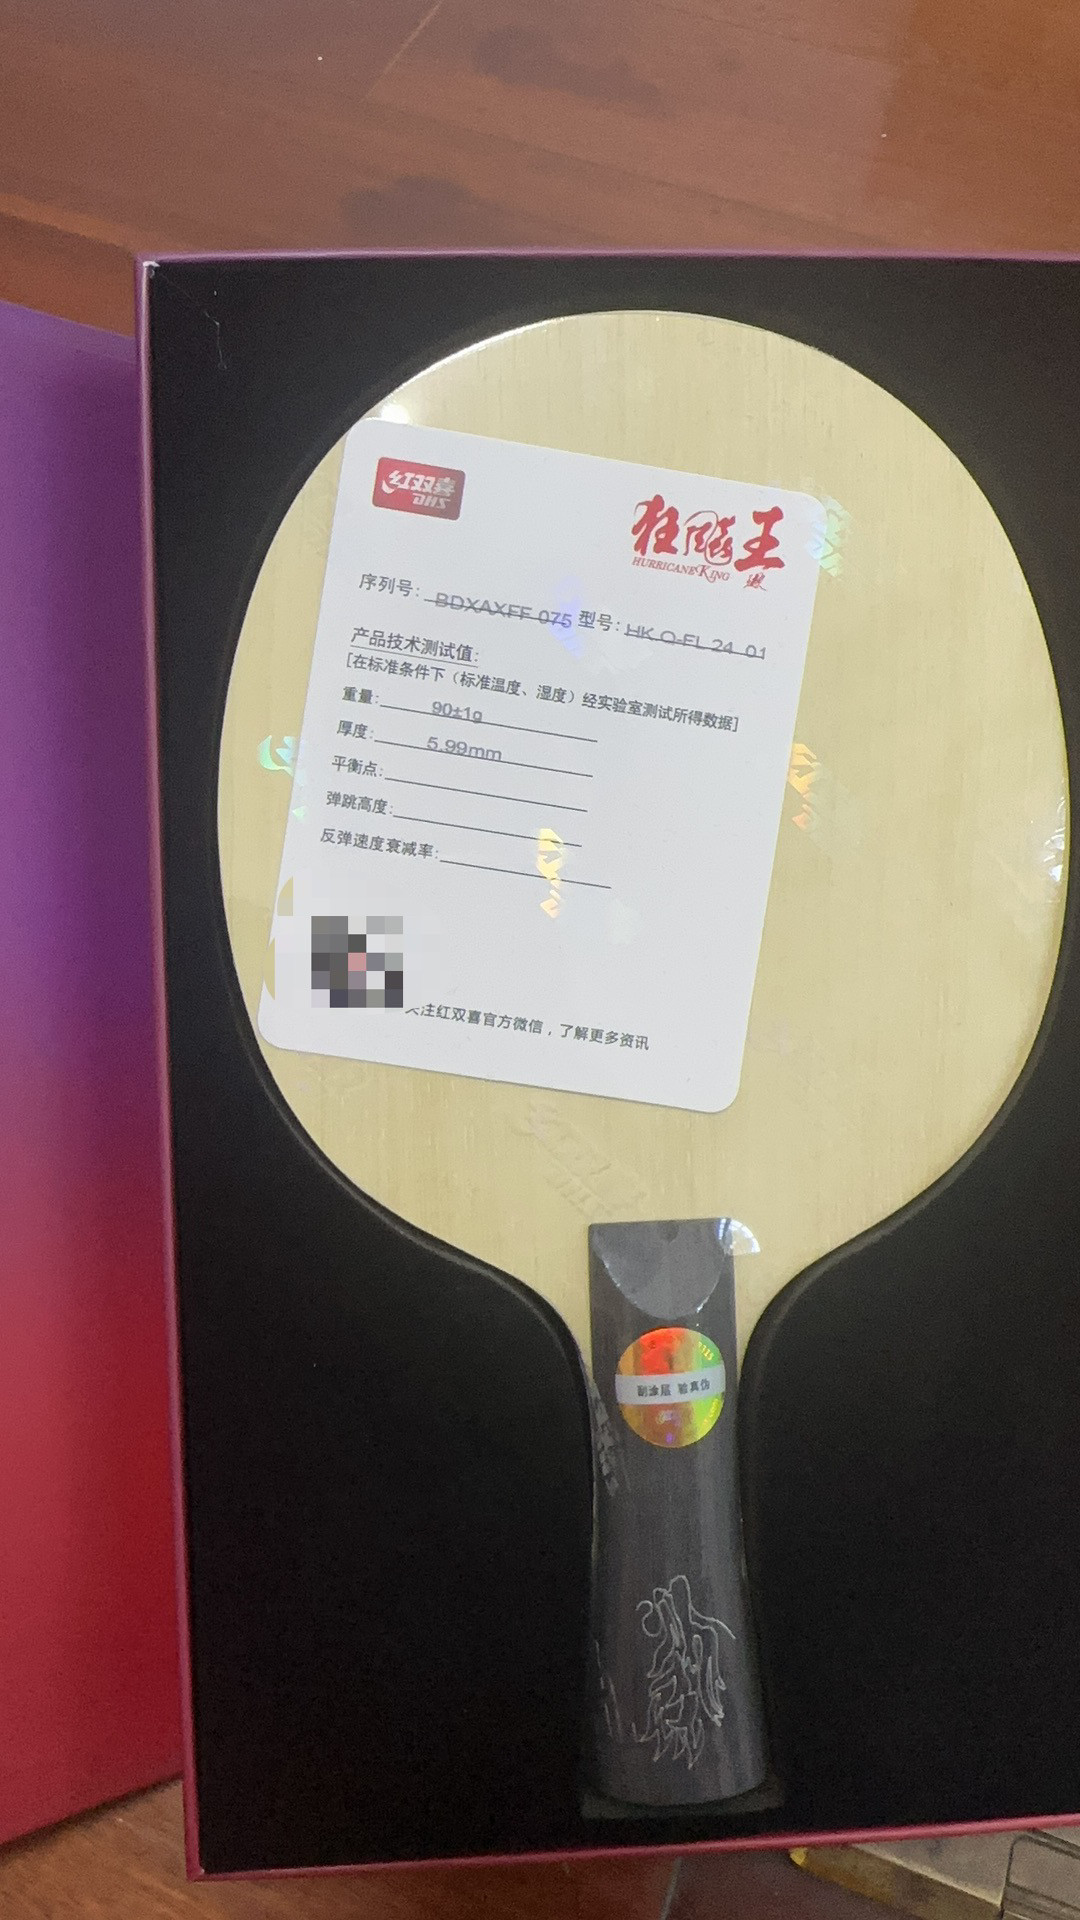 红双喜
DHS
狂飚王
HURRICANE KING
序列号: BDXAXFF 075 型号: HK Q-FL 24 01
产品技术测试值:
[在标准条件下（标准温度、湿度）经实验室测试所得数据]
重量: 90±1g
厚度: 5.99mm
平衡点:
弹跳高度:
反弹速度衰减率:
关注红双喜官方微信，了解更多资讯
刮涂层 验真伪